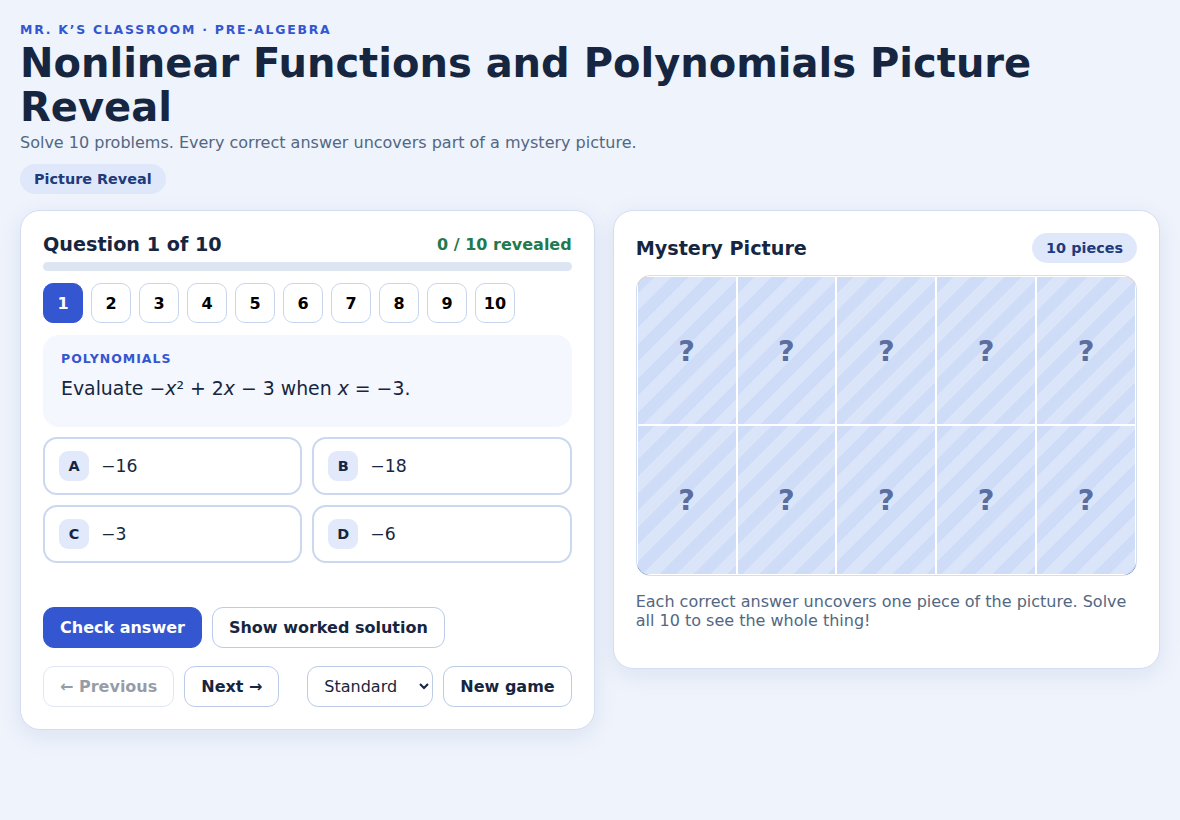 MR. K’S CLASSROOM · PRE-ALGEBRA
Nonlinear Functions and Polynomials Picture
Reveal
Solve 10 problems. Every correct answer uncovers part of a mystery picture.
Picture Reveal
Question 1 of 10
0 / 10 revealed
1 2 3 4 5 6 7 8 9 10
POLYNOMIALS
Evaluate −x² + 2x − 3 when x = −3.
A −16
B −18
C −3
D −6
Check answer
Show worked solution
← Previous
Next →
Standard
New game
Mystery Picture
10 pieces
? ? ? ? ?
? ? ? ? ?
Each correct answer uncovers one piece of the picture. Solve
all 10 to see the whole thing!